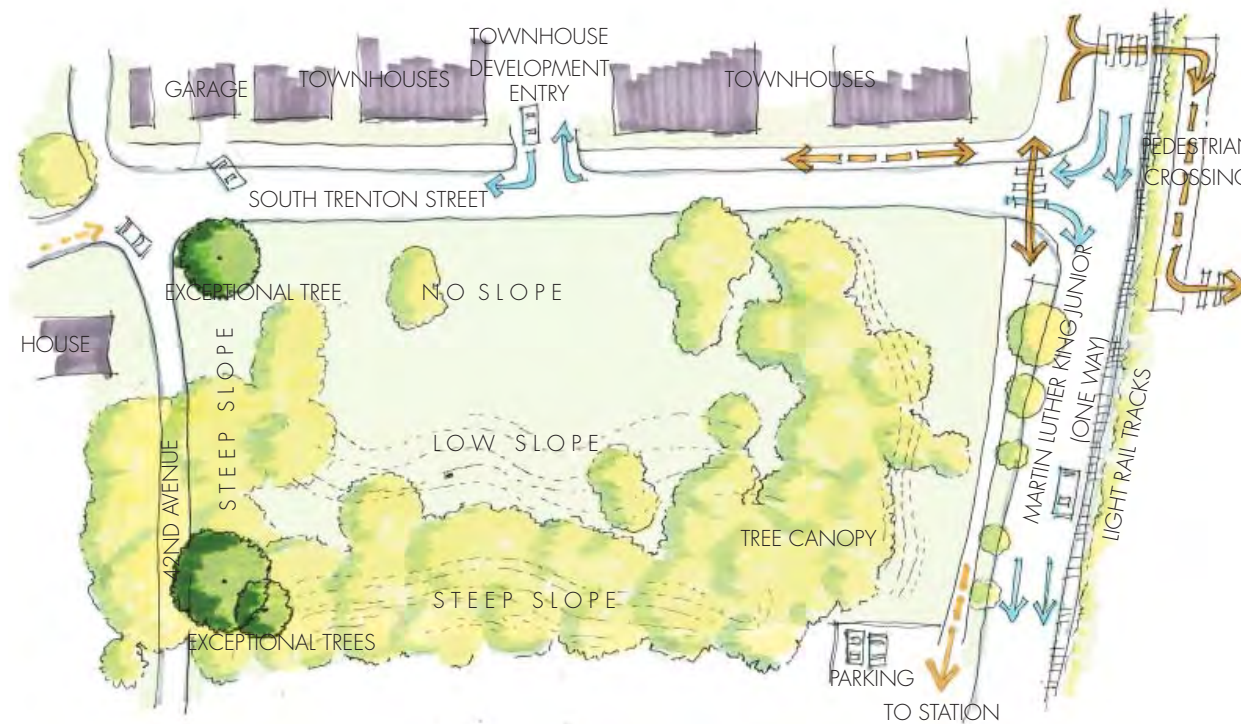 TOWNHOUSE
DEVELOPMENT
ENTRY
GARAGE
TOWNHOUSES
TOWNHOUSES
PEDESTRIAN
CROSSING
SOUTH TRENTON STREET
EXCEPTIONAL TREE
NO SLOPE
HOUSE
STEEP SLOPE
LOW SLOPE
42ND AVENUE
MARTIN LUTHER KING JUNIOR
(ONE WAY)
LIGHT RAIL TRACKS
TREE CANOPY
STEEP SLOPE
EXCEPTIONAL TREES
PARKING
TO STATION